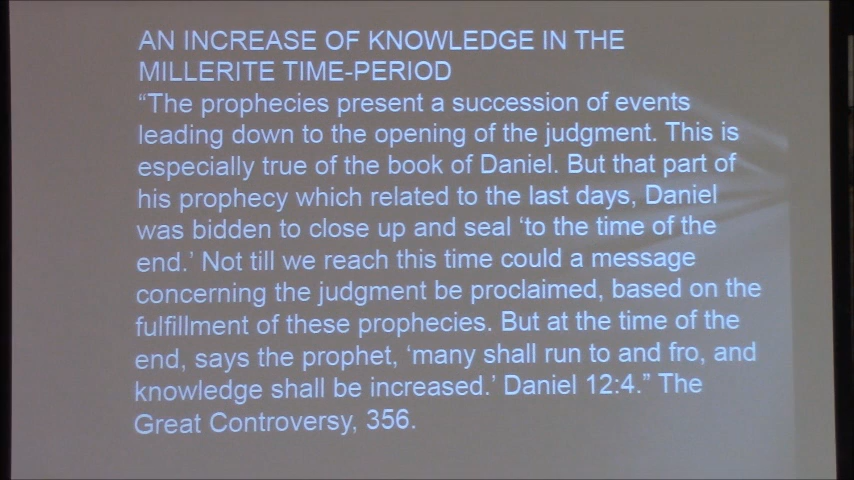 AN INCREASE OF KNOWLEDGE IN THE
MILLERITE TIME-PERIOD
“The prophecies present a succession of events
leading down to the opening of the judgment. This is
especially true of the book of Daniel. But that part of
his prophecy which related to the last days, Daniel
was bidden to close up and seal ‘to the time of the
end.’ Not till we reach this time could a message
concerning the judgment be proclaimed, based on the
fulfillment of these prophecies. But at the time of the
end, says the prophet, ‘many shall run to and fro, and
knowledge shall be increased.’ Daniel 12:4.” The
Great Controversy, 356.